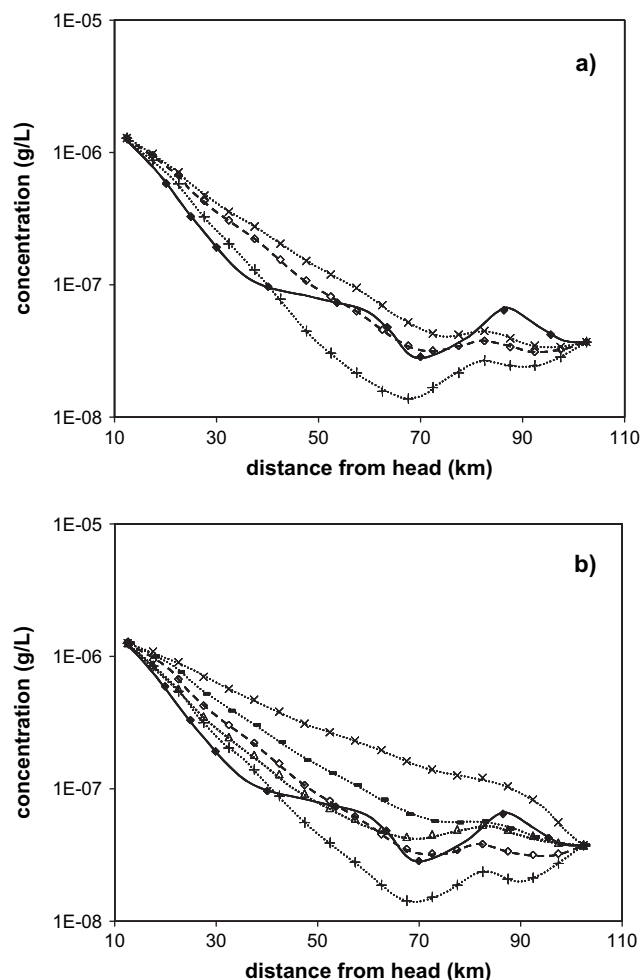 1E-05
a)
1E-06
concentration (g/L)
1E-07
1E-08
10 30 50 70 90 110
distance from head (km)
1E-05
b)
1E-06
concentration (g/L)
1E-07
1E-08
10 30 50 70 90 110
distance from head (km)